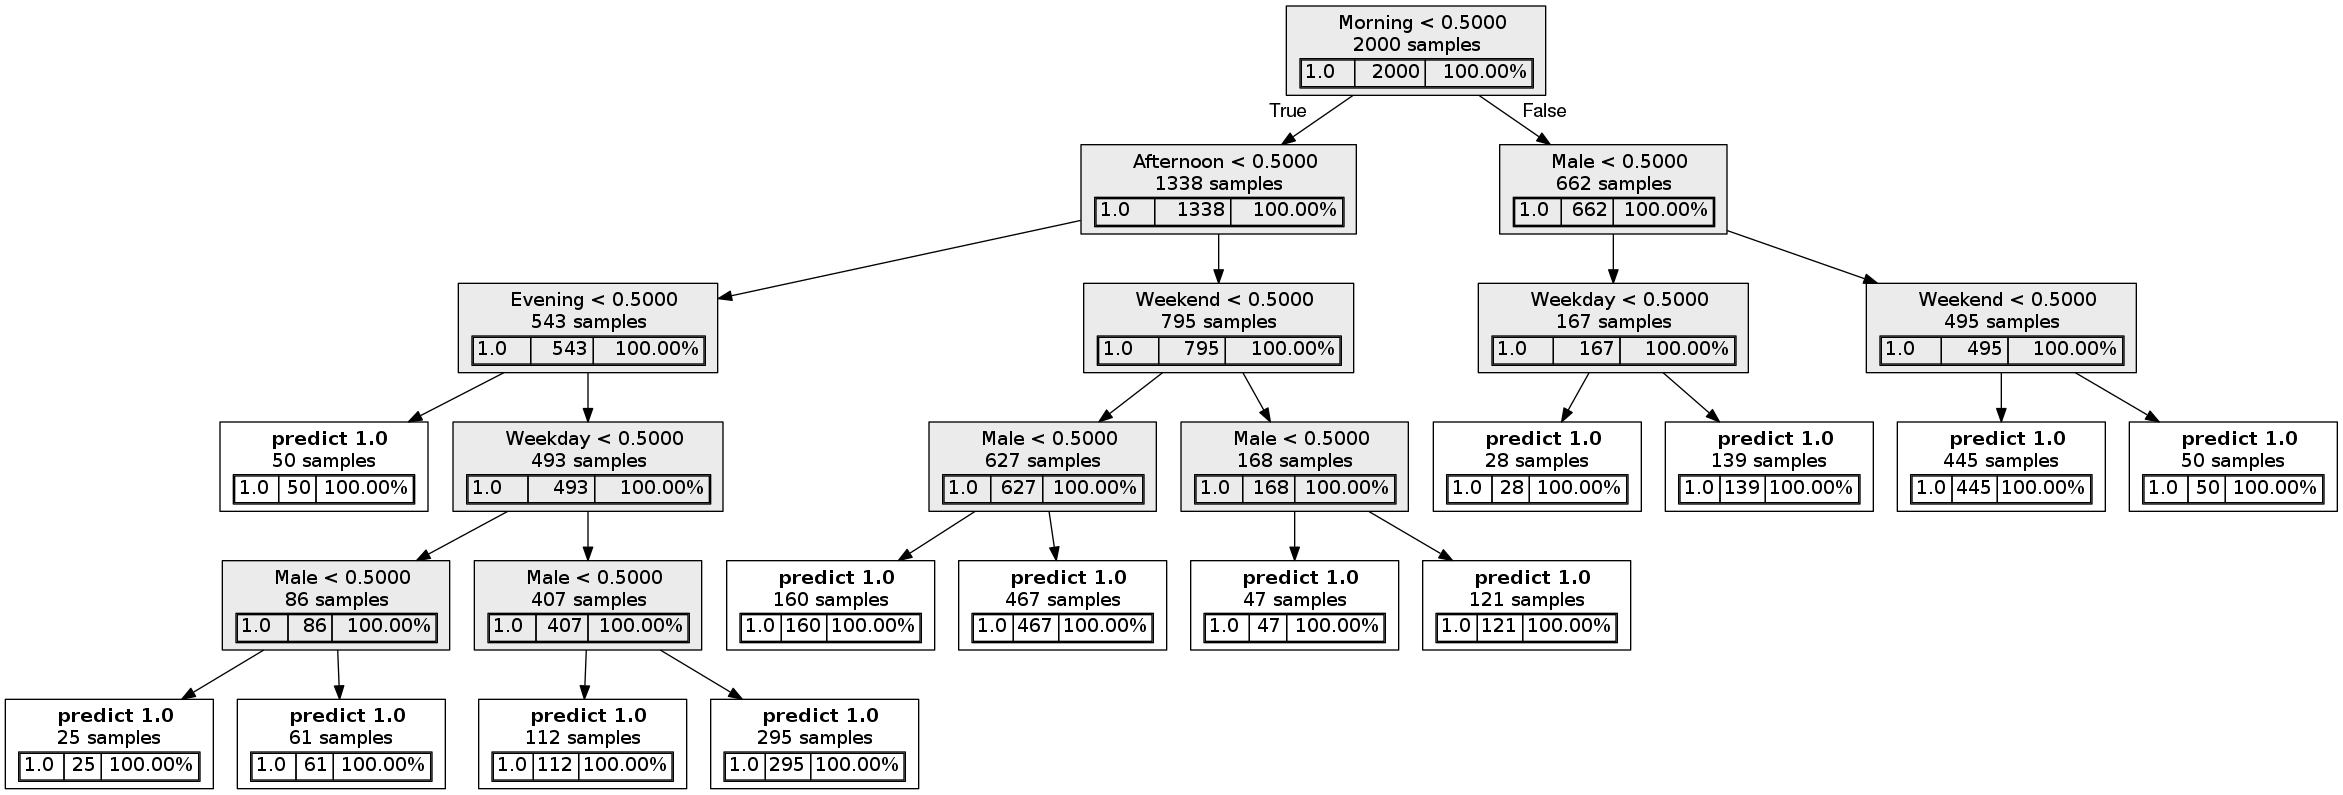 Morning < 0.5000
2000 samples
1.0 2000 100.00%
True
False
Afternoon < 0.5000
1338 samples
1.0 1338 100.00%
Male < 0.5000
662 samples
1.0 662 100.00%
Evening < 0.5000
543 samples
1.0 543 100.00%
Weekend < 0.5000
795 samples
1.0 795 100.00%
Weekday < 0.5000
167 samples
1.0 167 100.00%
Weekend < 0.5000
495 samples
1.0 495 100.00%
predict 1.0
50 samples
1.0 50 100.00%
Weekday < 0.5000
493 samples
1.0 493 100.00%
Male < 0.5000
627 samples
1.0 627 100.00%
Male < 0.5000
168 samples
1.0 168 100.00%
predict 1.0
28 samples
1.0 28 100.00%
predict 1.0
139 samples
1.0 139 100.00%
predict 1.0
445 samples
1.0 445 100.00%
predict 1.0
50 samples
1.0 50 100.00%
Male < 0.5000
86 samples
1.0 86 100.00%
Male < 0.5000
407 samples
1.0 407 100.00%
predict 1.0
160 samples
1.0 160 100.00%
predict 1.0
467 samples
1.0 467 100.00%
predict 1.0
47 samples
1.0 47 100.00%
predict 1.0
121 samples
1.0 121 100.00%
predict 1.0
25 samples
1.0 25 100.00%
predict 1.0
61 samples
1.0 61 100.00%
predict 1.0
112 samples
1.0 112 100.00%
predict 1.0
295 samples
1.0 295 100.00%